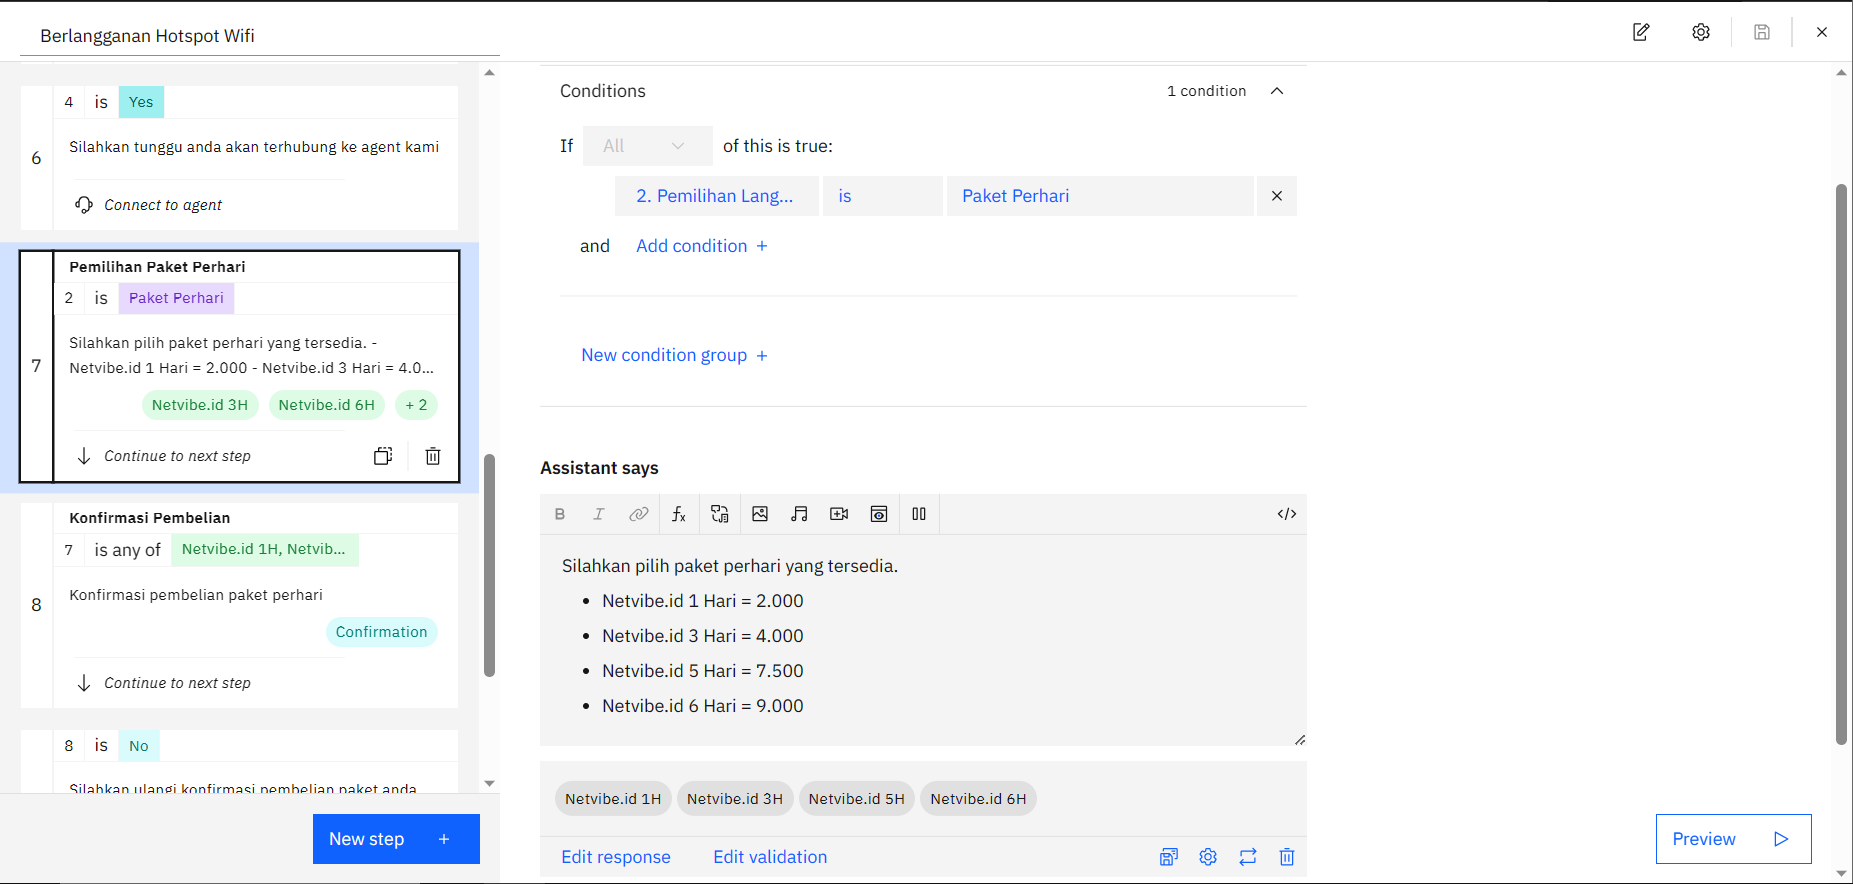 Berlangganan Hotspot Wifi
4 is Yes
6
Silahkan tunggu anda akan terhubung ke agent kami
Connect to agent
Pemilihan Paket Perhari
2 is Paket Perhari
7
Silahkan pilih paket perhari yang tersedia. -
Netvibe.id 1 Hari = 2.000 - Netvibe.id 3 Hari = 4.0...
Netvibe.id 3H Netvibe.id 6H + 2
Continue to next step
Konfirmasi Pembelian
7 is any of Netvibe.id 1H, Netvib...
8
Konfirmasi pembelian paket perhari
Confirmation
Continue to next step
8 is No
Silahkan ulangi konfirmasi pembelian paket anda
New step +
Conditions 1 condition
If All of this is true:
2. Pemilihan Lang... is Paket Perhari
and Add condition +
New condition group +
Assistant says
B I fx </>
Silahkan pilih paket perhari yang tersedia.
• Netvibe.id 1 Hari = 2.000
• Netvibe.id 3 Hari = 4.000
• Netvibe.id 5 Hari = 7.500
• Netvibe.id 6 Hari = 9.000
Netvibe.id 1H Netvibe.id 3H Netvibe.id 5H Netvibe.id 6H
Edit response Edit validation
Preview